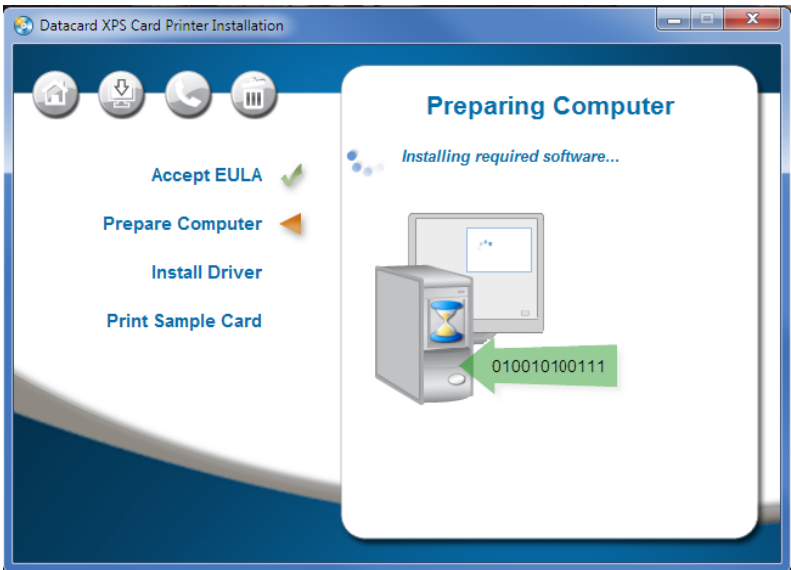 Datacard XPS Card Printer Installation
Preparing Computer
Installing required software...
Accept EULA
Prepare Computer
Install Driver
Print Sample Card
010010100111